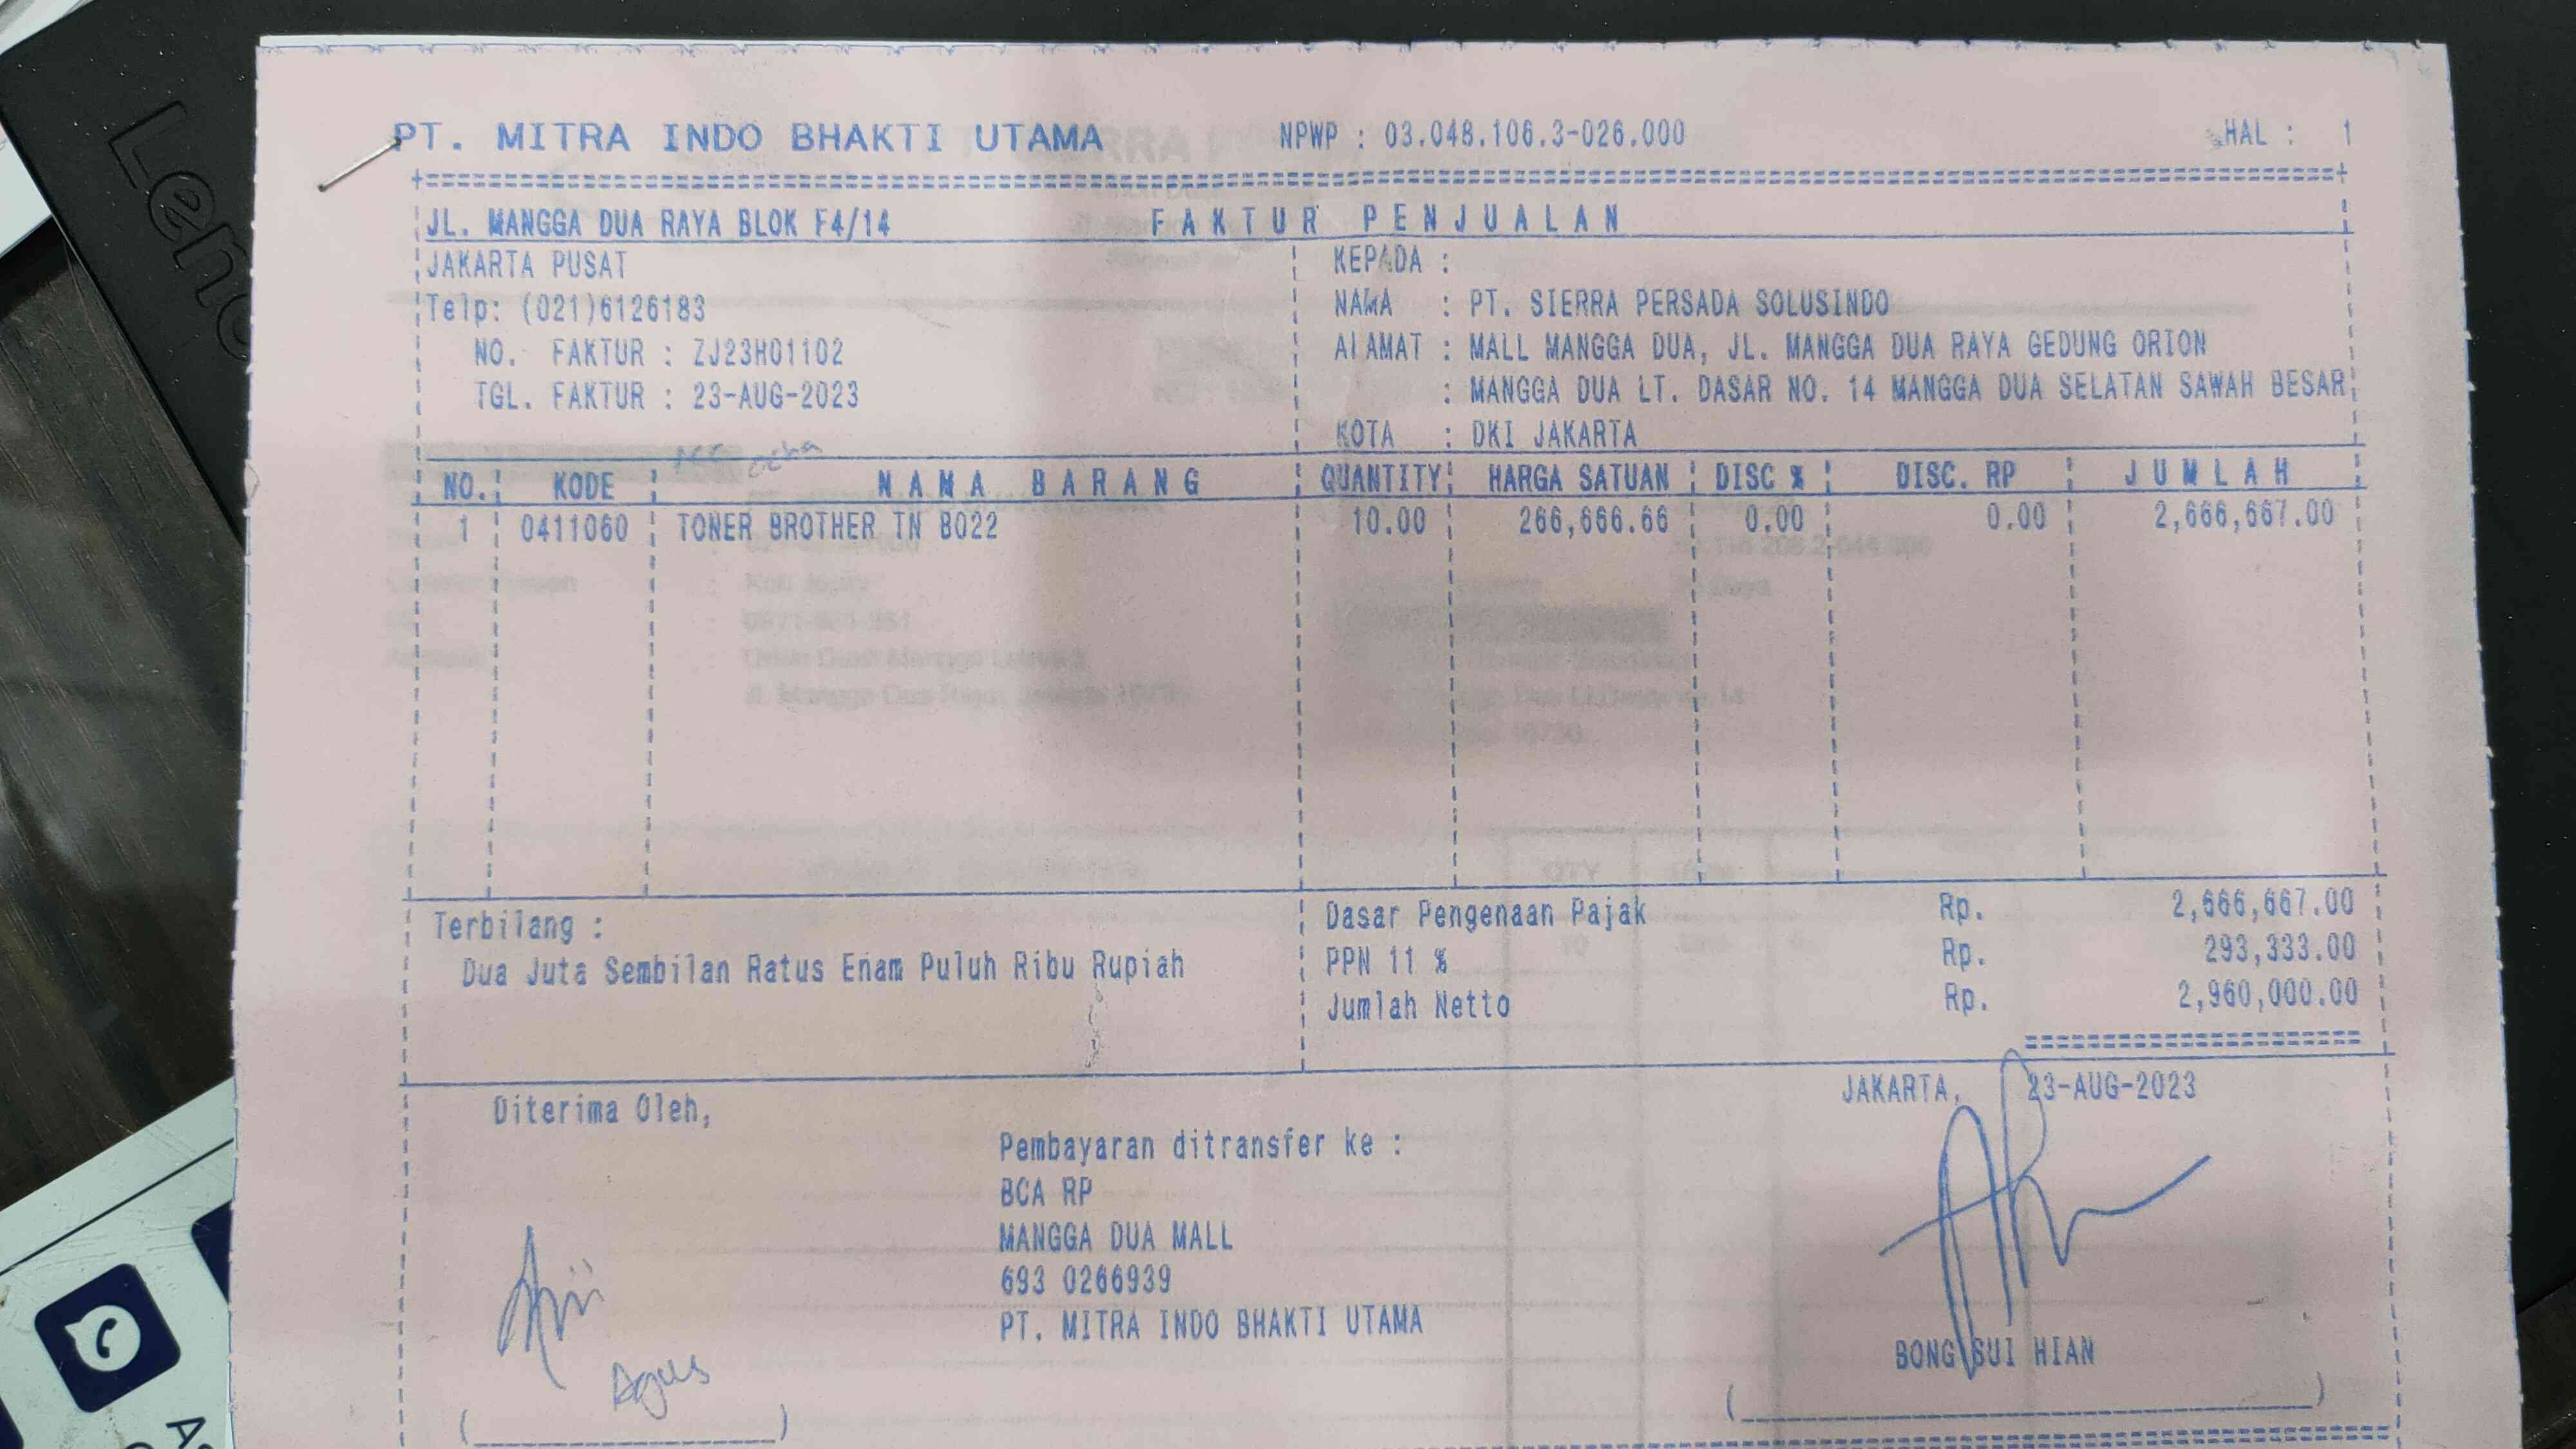 PT. MITRA INDO BHAKTI UTAMA NPWP : 03.048.106.3-026.000 HAL : 1
JL. MANGGA DUA RAYA BLOK F4/14 FAKTUR PENJUALAN
JAKARTA PUSAT KEPADA :
Telp: (021)6126183 NAMA : PT. SIERRA PERSADA SOLUSINDO
NO. FAKTUR : ZJ23H01102 ALAMAT : MALL MANGGA DUA, JL. MANGGA DUA RAYA GEDUNG ORION
TGL. FAKTUR : 23-AUG-2023 : MANGGA DUA LT. DASAR NO. 14 MANGGA DUA SELATAN SAWAH BESAR
KOTA : DKI JAKARTA
NO. KODE NAMA BARANG QUANTITY HARGA SATUAN DISC % DISC. RP JUMLAH
1 0411060 TONER BROTHER TN B022 10.00 266,666.66 0.00 0.00 2,666,667.00
Terbilang : Dasar Pengenaan Pajak Rp. 2,666,667.00
Dua Juta Sembilan Ratus Enam Puluh Ribu Rupiah PPN 11 % Rp. 293,333.00
Jumlah Netto Rp. 2,960,000.00
Diterima Oleh, JAKARTA, 23-AUG-2023
Pembayaran ditransfer ke :
BCA RP
MANGGA DUA MALL
693 0266939
PT. MITRA INDO BHAKTI UTAMA
BONG SUI HIAN
Agus